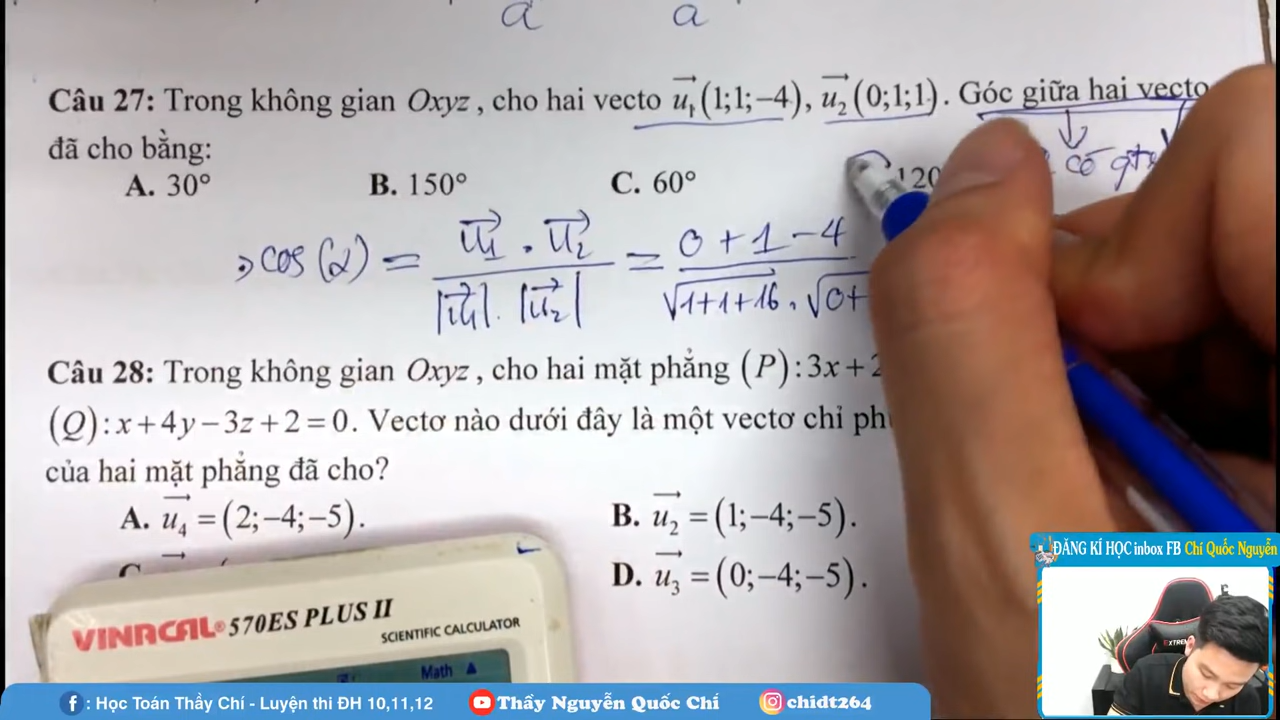 a a
Câu 27: Trong không gian Oxyz, cho hai vecto u₁(1;1;−4), u₂(0;1;1). Góc giữa hai vecto
đã cho bằng:
A. 30° B. 150° C. 60° 120
cos(α) = u₁ . u₂ / |u₁| . |u₂| = 0 + 1 − 4 / √1+1+16 . √0+
Câu 28: Trong không gian Oxyz, cho hai mặt phẳng (P): 3x+2
(Q): x+4y−3z+2=0. Vectơ nào dưới đây là một vectơ chỉ
của hai mặt phẳng đã cho?
A. u₄ = (2;−4;−5). B. u₂ = (1;−4;−5).
D. u₃ = (0;−4;−5).
VINACAL® 570ES PLUS II
SCIENTIFIC CALCULATOR
Math ▲
ĐĂNG KÍ HỌC inbox FB Chí Quốc Nguyễn
EXTREME
f : Học Toán Thầy Chí - Luyện thi ĐH 10,11,12 Thầy Nguyễn Quốc Chí chidt264